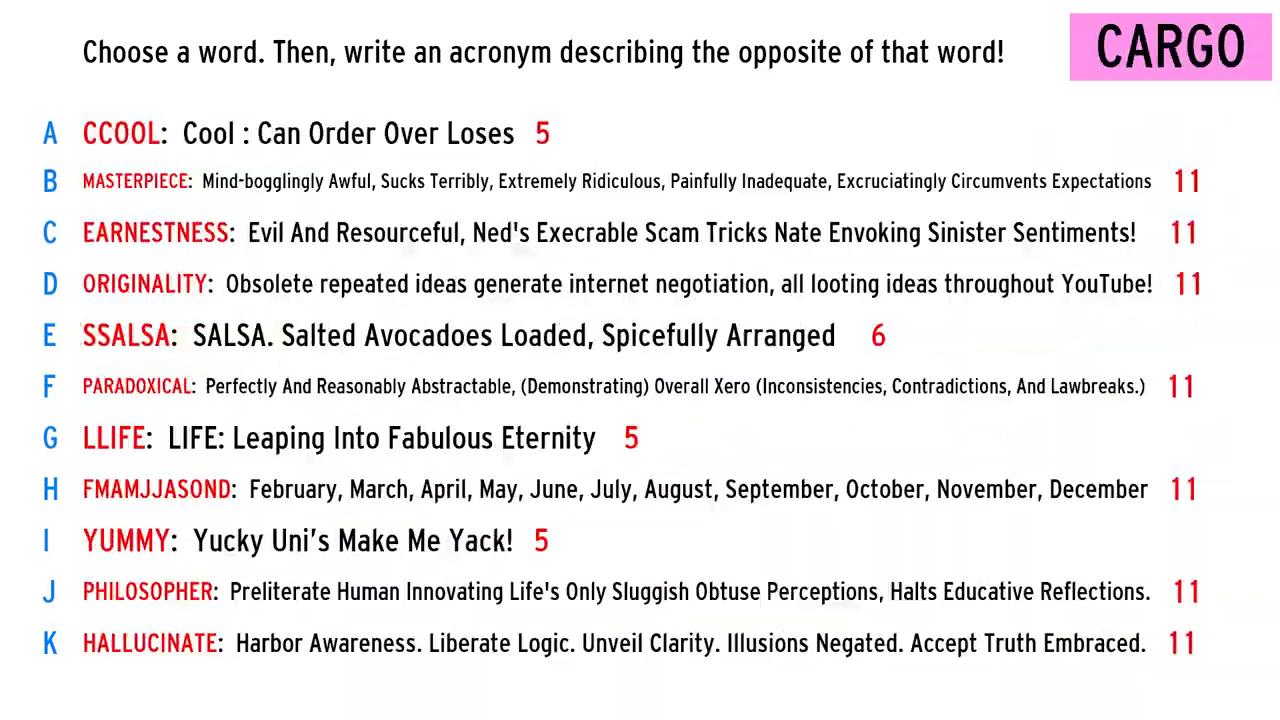 Choose a word. Then, write an acronym describing the opposite of that word!
CARGO
A CCOOL: Cool : Can Order Over Loses 5
B MASTERPIECE: Mind-bogglingly Awful, Sucks Terribly, Extremely Ridiculous, Painfully Inadequate, Excruciatingly Circumvents Expectations 11
C EARNESTNESS: Evil And Resourceful, Ned's Execrable Scam Tricks Nate Envoking Sinister Sentiments! 11
D ORIGINALITY: Obsolete repeated ideas generate internet negotiation, all looting ideas throughout YouTube! 11
E SSALSA: SALSA. Salted Avocadoes Loaded, Spicefully Arranged 6
F PARADOXICAL: Perfectly And Reasonably Abstractable, (Demonstrating) Overall Xero (Inconsistencies, Contradictions, And Lawbreaks.) 11
G LLIFE: LIFE: Leaping Into Fabulous Eternity 5
H FMAMJJASOND: February, March, April, May, June, July, August, September, October, November, December 11
I YUMMY: Yucky Uni’s Make Me Yack! 5
J PHILOSOPHER: Preliterate Human Innovating Life's Only Sluggish Obtuse Perceptions, Halts Educative Reflections. 11
K HALLUCINATE: Harbor Awareness. Liberate Logic. Unveil Clarity. Illusions Negated. Accept Truth Embraced. 11